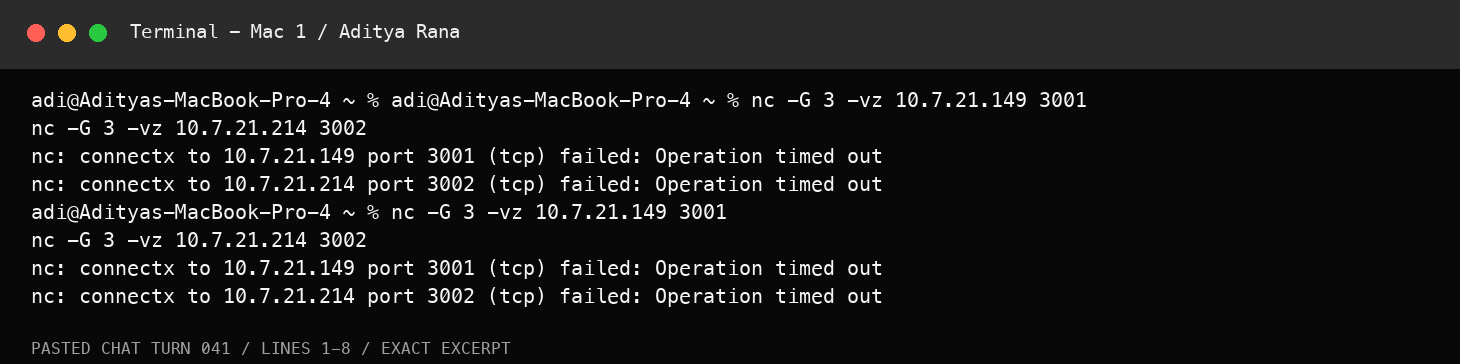 Terminal — Mac 1 / Aditya Rana
adi@Adityas-MacBook-Pro-4 ~ % adi@Adityas-MacBook-Pro-4 ~ % nc -G 3 -vz 10.7.21.149 3001
nc -G 3 -vz 10.7.21.214 3002
nc: connectx to 10.7.21.149 port 3001 (tcp) failed: Operation timed out
nc: connectx to 10.7.21.214 port 3002 (tcp) failed: Operation timed out
adi@Adityas-MacBook-Pro-4 ~ % nc -G 3 -vz 10.7.21.149 3001
nc -G 3 -vz 10.7.21.214 3002
nc: connectx to 10.7.21.149 port 3001 (tcp) failed: Operation timed out
nc: connectx to 10.7.21.214 port 3002 (tcp) failed: Operation timed out
PASTED CHAT TURN 041 / LINES 1–8 / EXACT EXCERPT